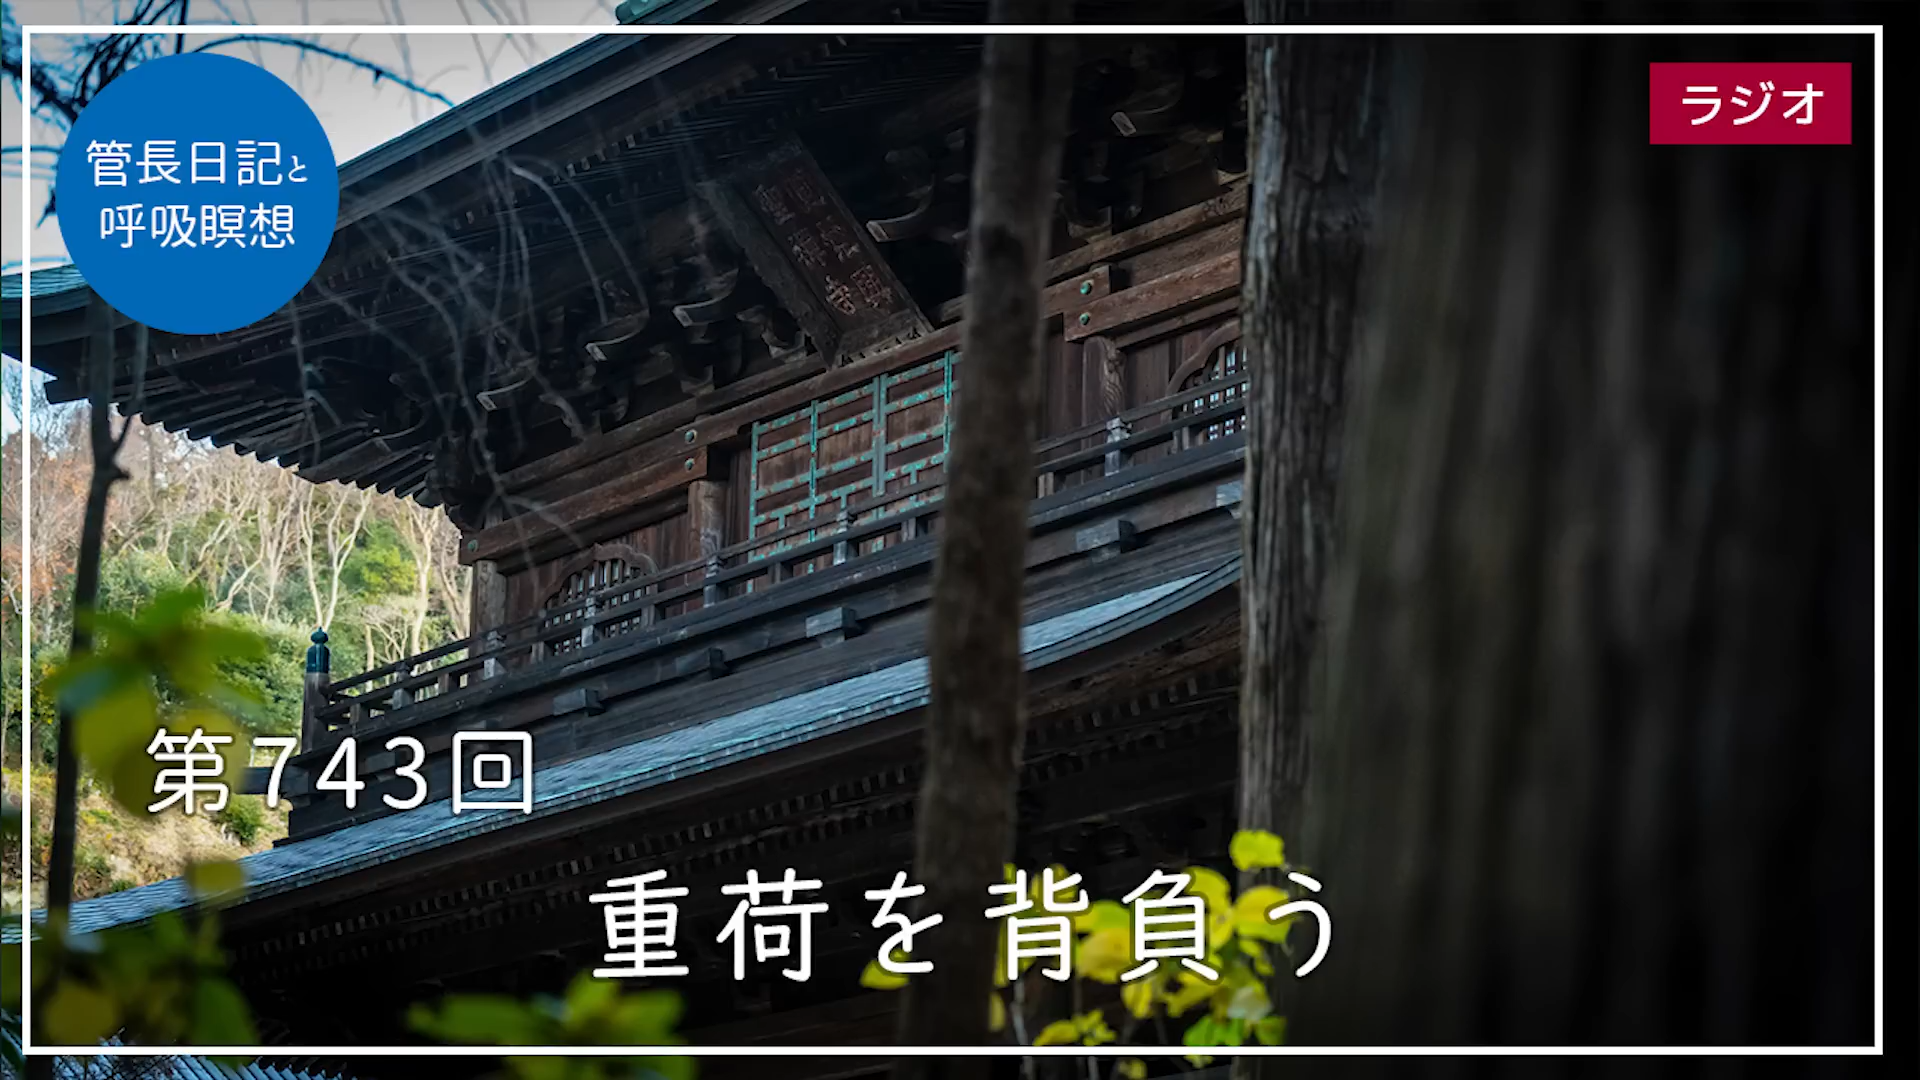 管長日記と
呼吸瞑想
ラジオ
第743回
重荷を背負う